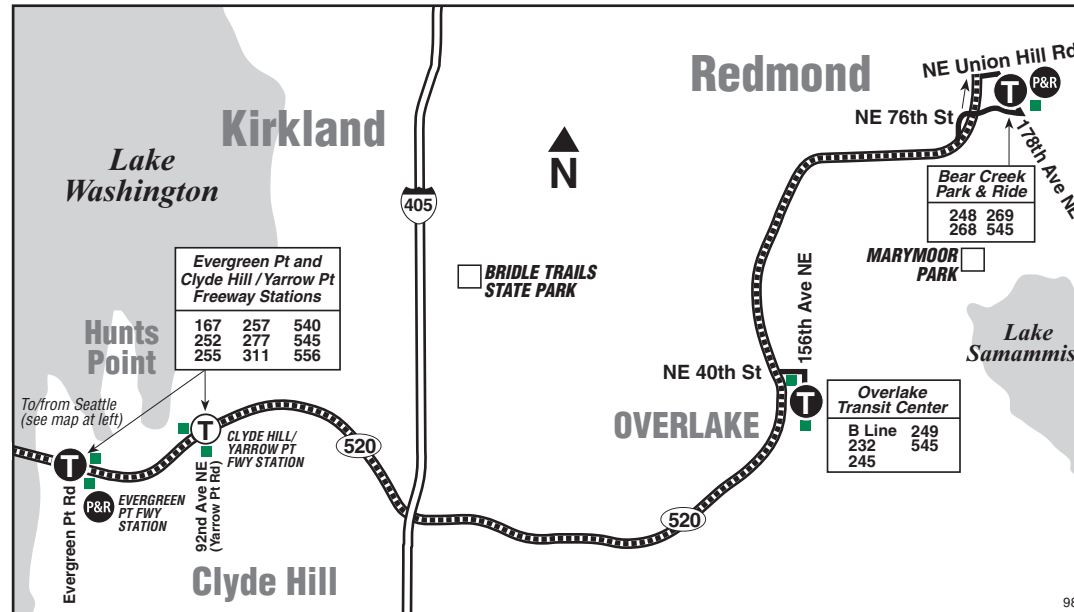 Redmond
NE Union Hill Rd
T
P&R
NE 76th St
178th Ave NE
Kirkland
Lake
Washington
N
405
Bear Creek
Park & Ride
248 269
268 545
MARYMOOR
PARK
BRIDLE TRAILS
STATE PARK
Evergreen Pt and
Clyde Hill / Yarrow Pt
Freeway Stations
167 257 540
252 277 545
255 311 556
Hunts
Point
156th Ave NE
Lake
Samammis
NE 40th St
To/from Seattle
(see map at left)
OVERLAKE
T
Overlake
Transit Center
B Line 249
232 545
245
T
CLYDE HILL/
YARROW PT
FWY STATION
520
T
P&R
EVERGREEN
PT FWY
STATION
Evergreen Pt Rd
92nd Ave NE
(Yarrow Pt Rd)
520
Clyde Hill
98